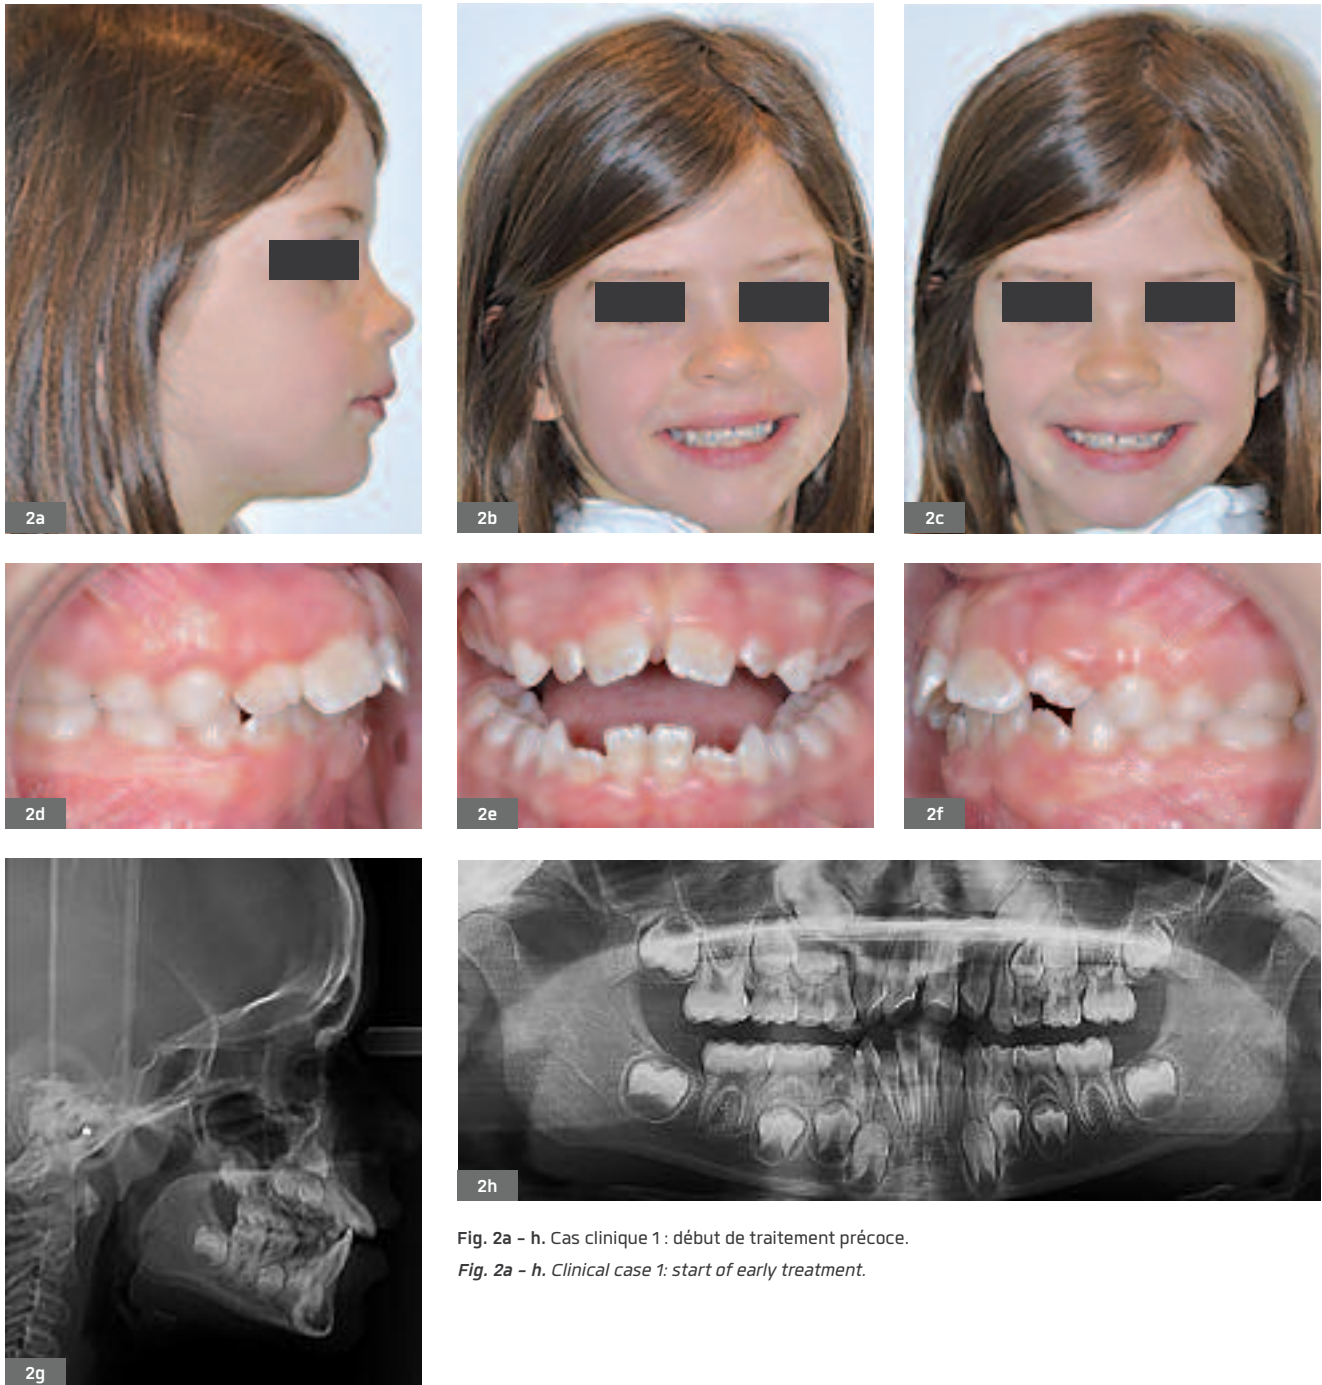 2a
2b
2c
2d
2e
2f
2g
2h
Fig. 2a – h. Cas clinique 1 : début de traitement précoce.
Fig. 2a – h. Clinical case 1: start of early treatment.